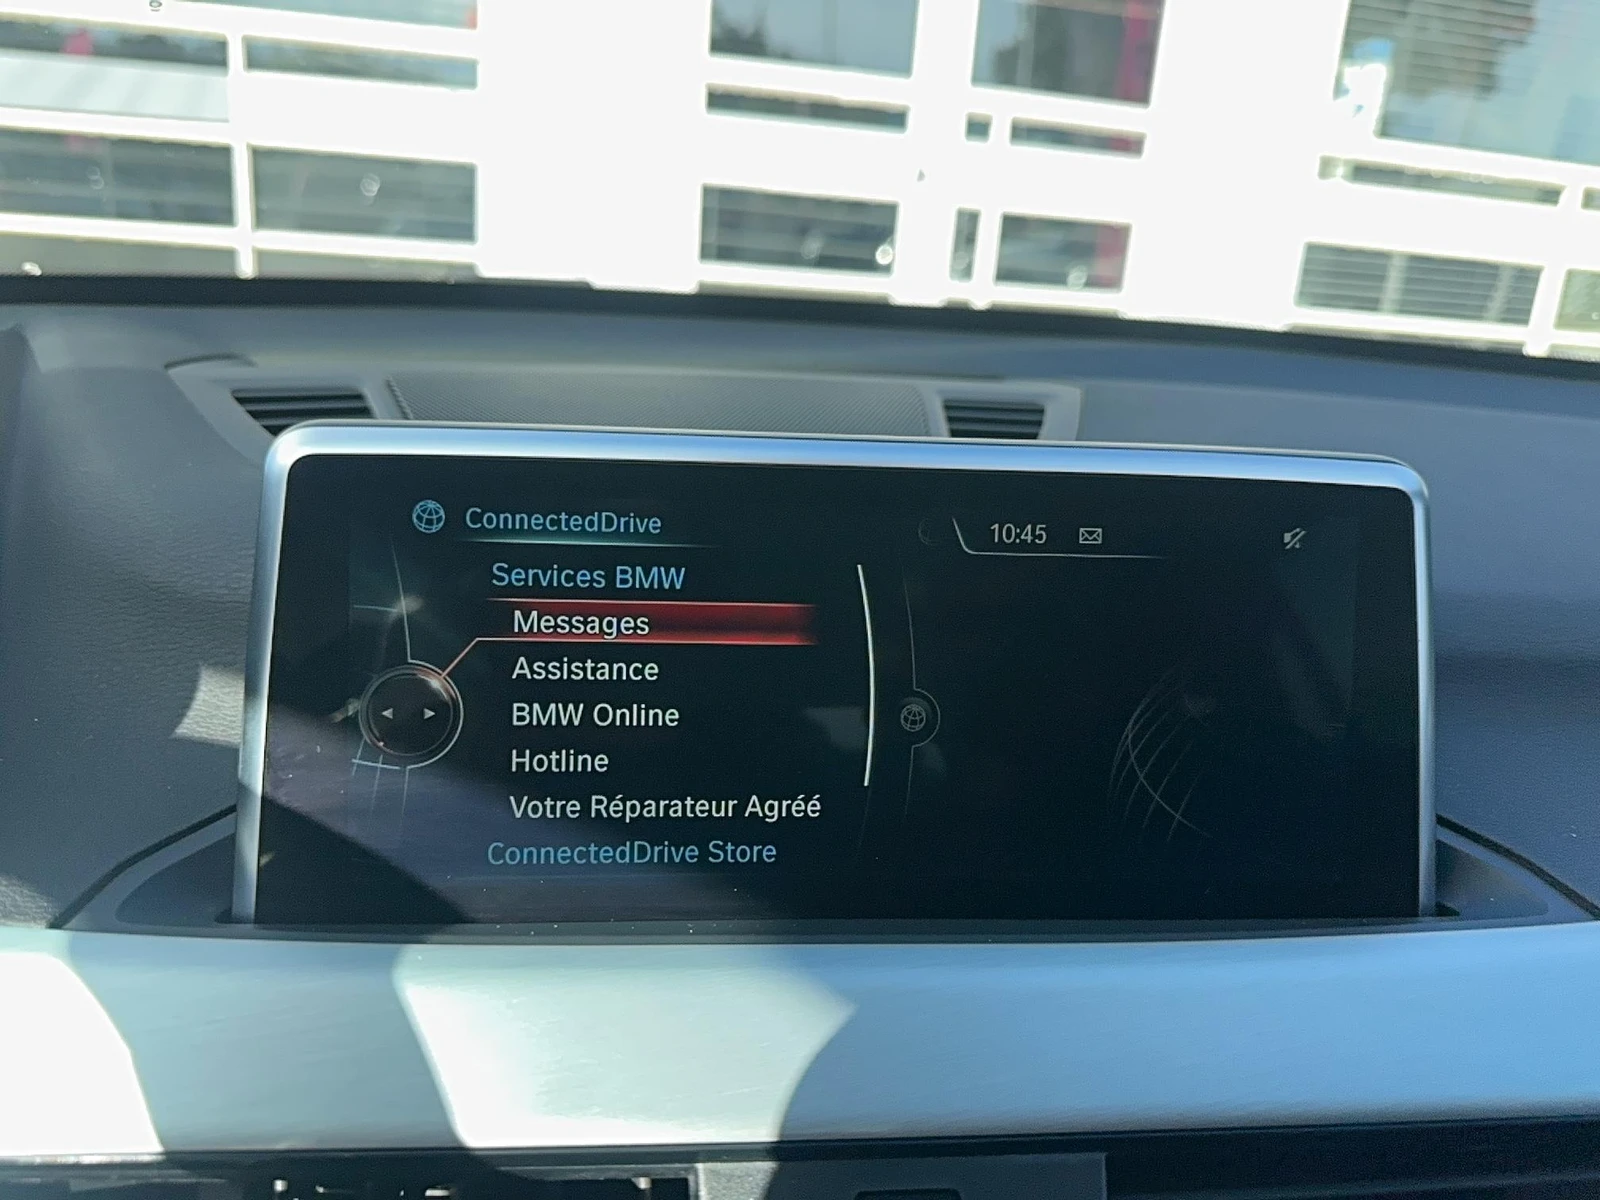 ConnectedDrive
10:45
Services BMW
Messages
Assistance
BMW Online
Hotline
Votre Réparateur Agréé
ConnectedDrive Store